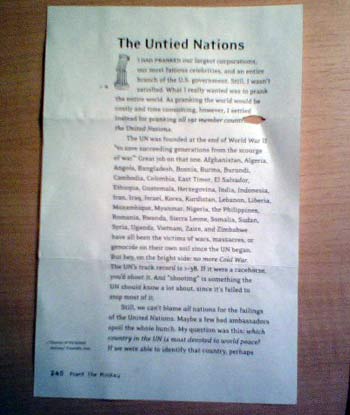 The Untied Nations
I HAD PRANKED our largest corporations,
our most famous celebrities, and an entire
branch of the U.S. government. Still, I wasn't
satisfied. What I really wanted was to prank
the entire world. As pranking the world would be
costly and time consuming, however, I settled
instead for pranking all 191 member
the United Nations.
The UN was founded at the end of World War II
"to save succeeding generations from the scourge
of war." Great job on that one. Afghanistan, Algeria,
Angola, Bangladesh, Bosnia, Burma, Burundi,
Cambodia, Colombia, East Timor, El Salvador,
Ethiopia, Guatemala, Herzegovina, India, Indonesia,
Iran, Iraq, Israel, Korea, Kurdistan, Lebanon, Liberia,
Mozambique, Myanmar, Nigeria, the Philippines,
Romania, Rwanda, Sierra Leone, Somalia, Sudan,
Syria, Uganda, Vietnam, Zaire, and Zimbabwe
have all been the victims of wars, massacres, or
genocide on their own soil since the UN began.
But hey, on the bright side: no more Cold War.
The UN's track record is 1-38. If it were a racehorse,
you'd shoot it. And "shooting" is something the
UN should know a lot about, since it's failed to
stop most of it.
Still, we can't blame all nations for the failings
of the United Nations. Maybe a few bad ambassadors
spoil the whole bunch. My question was this: which
country in the UN is most devoted to world peace?
If we were able to identify that country, perhaps
240 Prank The Monkey